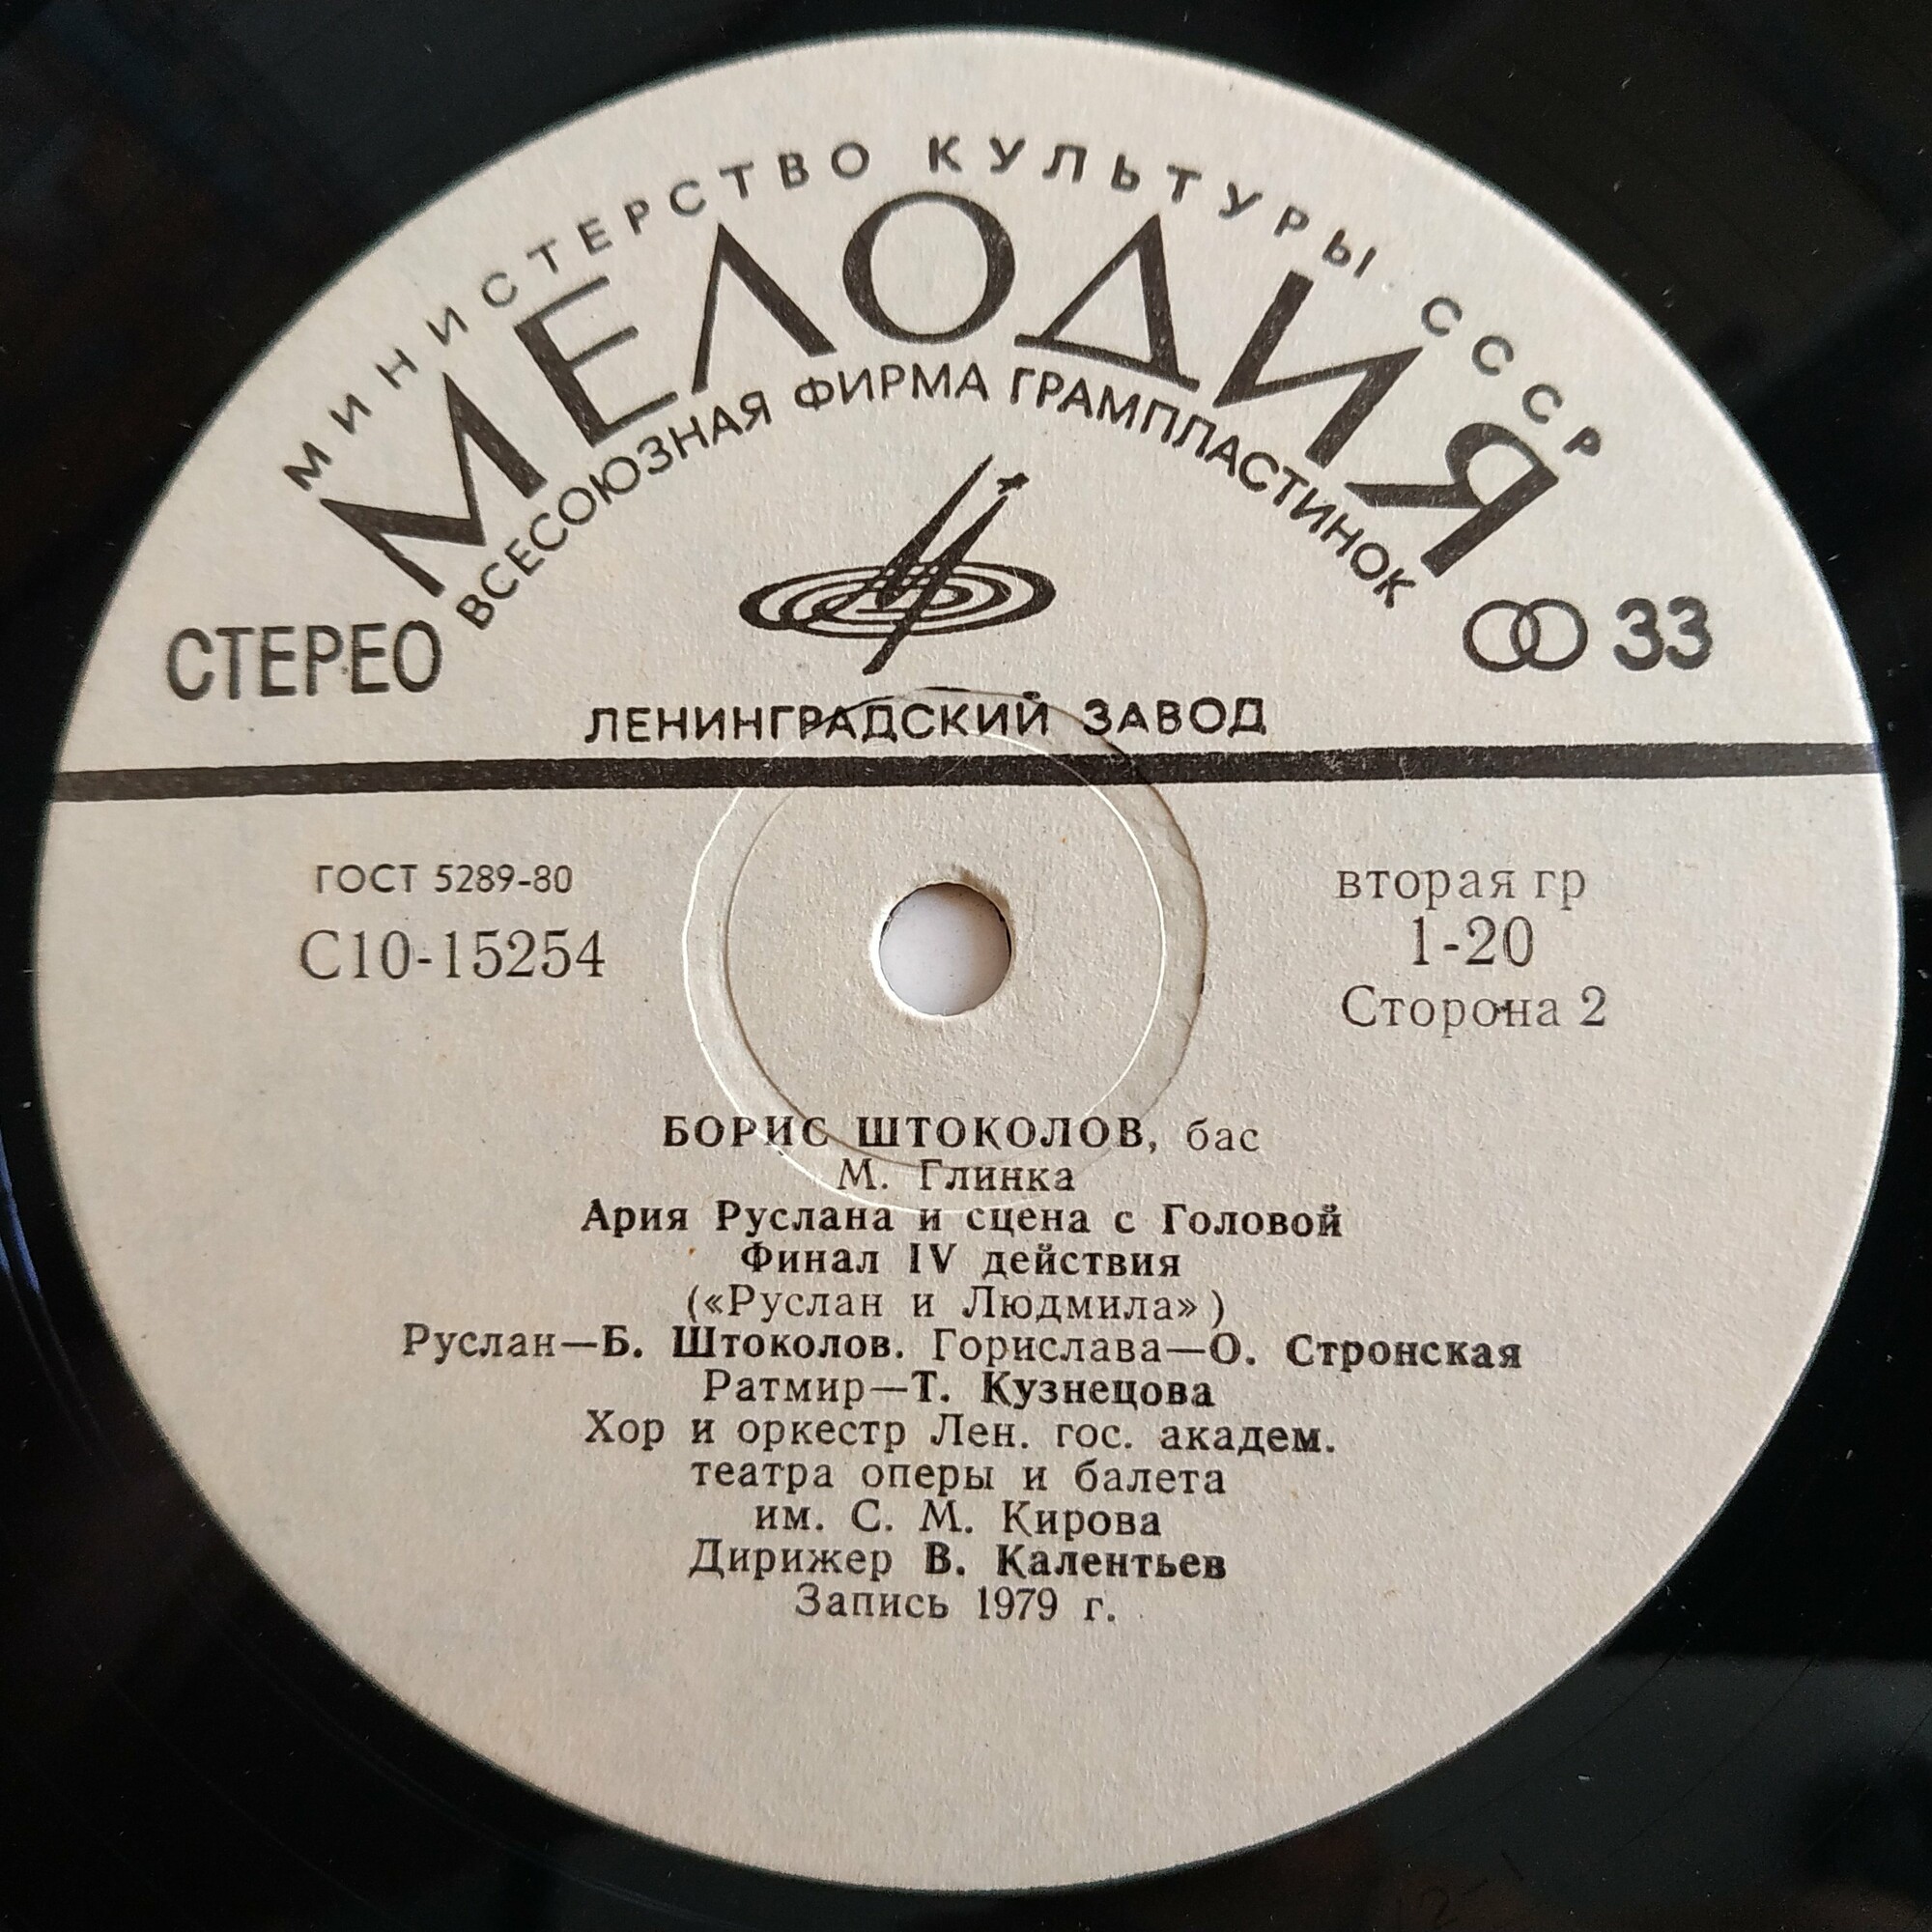 МИНИСТЕРСТВО КУЛЬТУРЫ СССР
МЕЛОДИЯ
ВСЕСОЮЗНАЯ ФИРМА ГРАМПЛАСТИНОК
СТЕРЕО
33
ЛЕНИНГРАДСКИЙ ЗАВОД
ГОСТ 5289-80
С10-15254
вторая гр
1-20
Сторона 2
БОРИС ШТОКОЛОВ, бас
М. Глинка
Ария Руслана и сцена с Головой
Финал IV действия
(«Руслан и Людмила»)
Руслан—Б. Штоколов. Горислава—О. Стронская
Ратмир—Т. Кузнецова
Хор и оркестр Лен. гос. академ.
театра оперы и балета
им. С. М. Кирова
Дирижер В. Калентьев
Запись 1979 г.